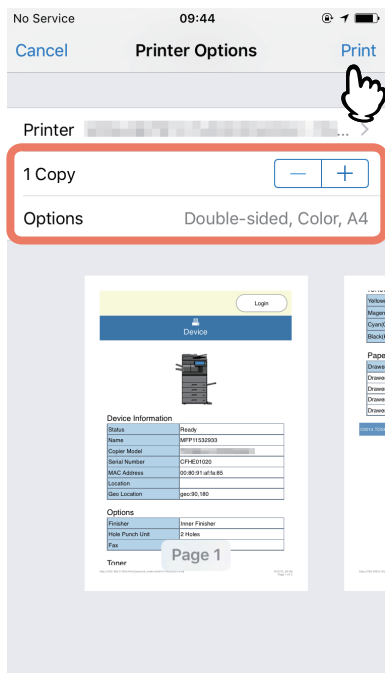 No Service 09:44
Cancel Printer Options Print
Printer ...
1 Copy
Options Double-sided, Color, A4
Login
Device
Device Information
Status Ready
Name MFP11532933
Copier Model
Serial Number CFHE01020
MAC Address 00:80:91:af:fa:85
Location
Geo Location geo:90,180
Options
Finisher Inner Finisher
Hole Punch Unit 2 Holes
Fax
Toner
Page 1
Yellow
Magen
Cyan(C
Black(K
Pape
Drawe
Drawe
Drawe
Drawe
Drawe